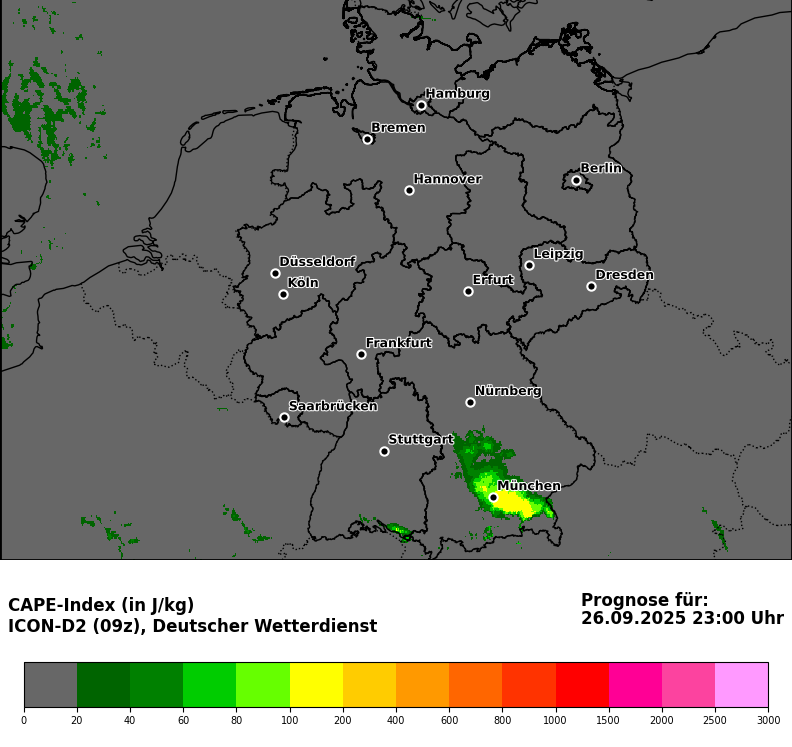 Hamburg
Bremen
Berlin
Hannover
Leipzig
Düsseldorf
Dresden
Erfurt
Köln
Frankfurt
Nürnberg
Saarbrücken
Stuttgart
München
CAPE-Index (in J/kg)
ICON-D2 (09z), Deutscher Wetterdienst
Prognose für:
26.09.2025 23:00 Uhr
0 20 40 60 80 100 200 400 600 800 1000 1500 2000 2500 3000